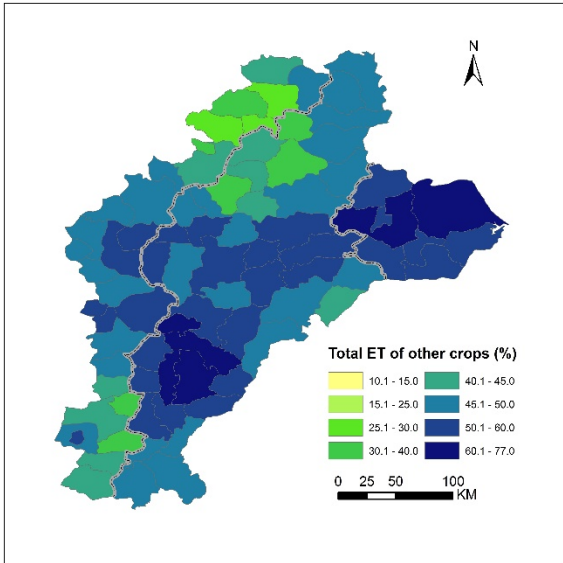 N
Total ET of other crops (%)
10.1 - 15.0 40.1 - 45.0
15.1 - 25.0 45.1 - 50.0
25.1 - 30.0 50.1 - 60.0
30.1 - 40.0 60.1 - 77.0
0 25 50 100
KM